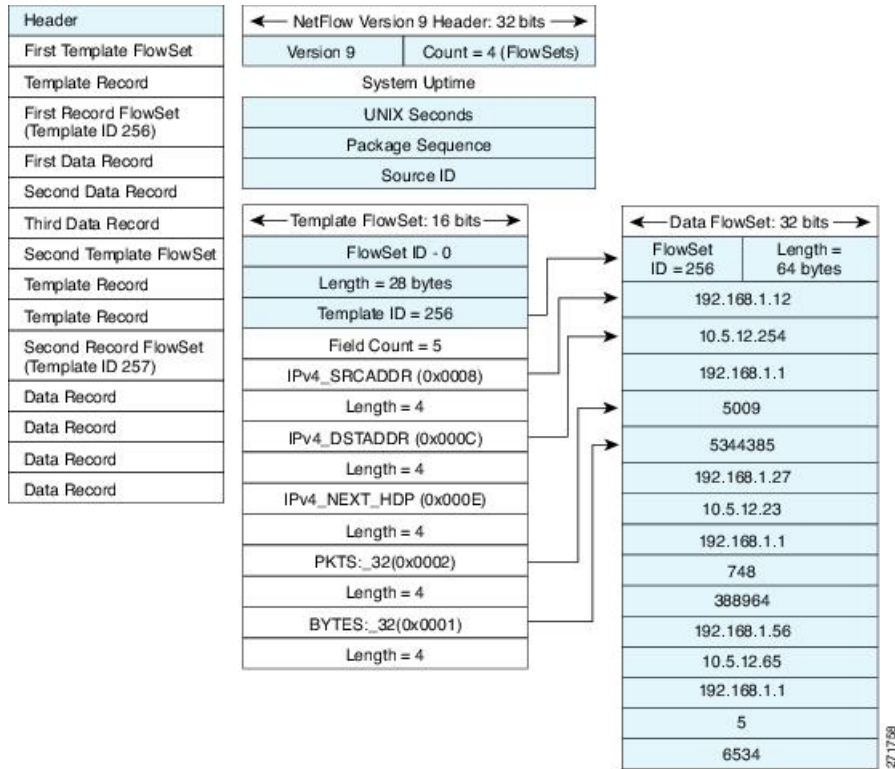 Header
First Template FlowSet
Template Record
First Record FlowSet
(Template ID 256)
First Data Record
Second Data Record
Third Data Record
Second Template FlowSet
Template Record
Template Record
Second Record FlowSet
(Template ID 257)
Data Record
Data Record
Data Record
Data Record
NetFlow Version 9 Header: 32 bits
Version 9
Count = 4 (FlowSets)
System Uptime
UNIX Seconds
Package Sequence
Source ID
Template FlowSet: 16 bits
FlowSet ID - 0
Length = 28 bytes
Template ID = 256
Field Count = 5
IPv4_SRCADDR (0x0008)
Length = 4
IPv4_DSTADDR (0x000C)
Length = 4
IPv4_NEXT_HDP (0x000E)
Length = 4
PKTS:_32(0x0002)
Length = 4
BYTES:_32(0x0001)
Length = 4
Data FlowSet: 32 bits
FlowSet
ID = 256
Length =
64 bytes
192.168.1.12
10.5.12.254
192.168.1.1
5009
5344385
192.168.1.27
10.5.12.23
192.168.1.1
748
388964
192.168.1.56
10.5.12.65
192.168.1.1
5
6534
271758